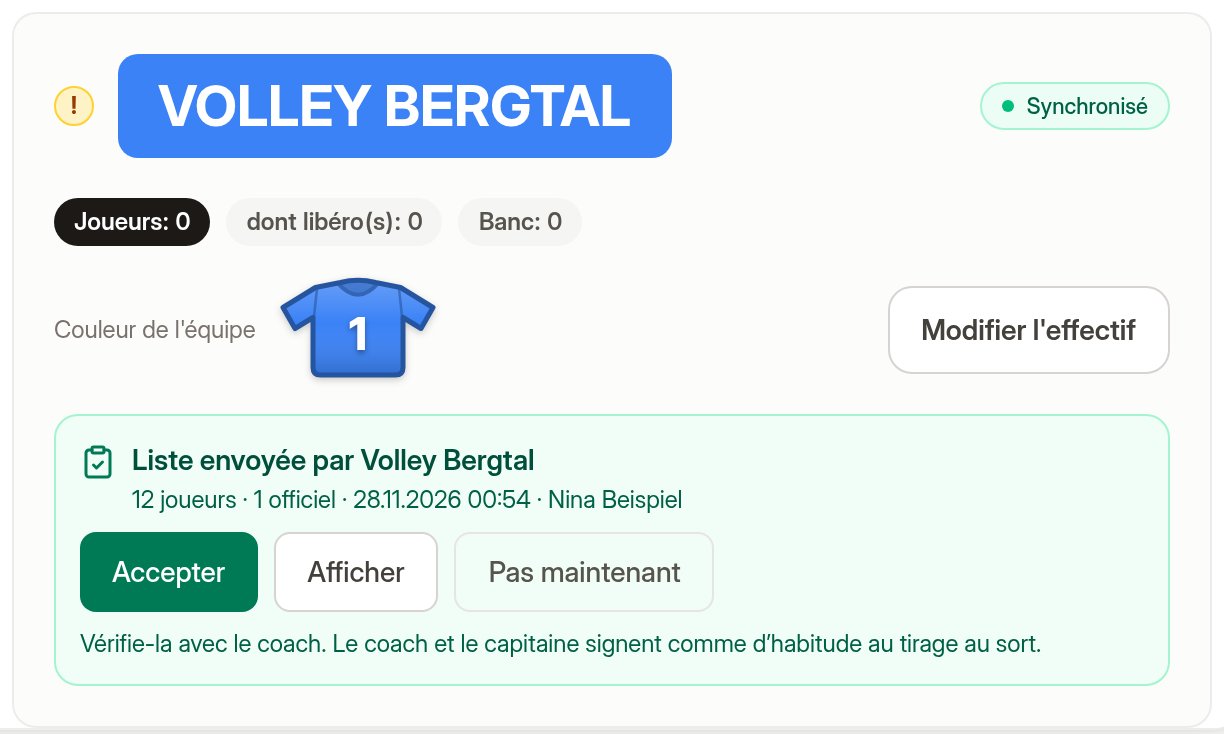 !
VOLLEY BERGTAL
Synchronisé
Joueurs: 0
dont libéro(s): 0
Banc: 0
Couleur de l'équipe
1
Modifier l'effectif
Liste envoyée par Volley Bergtal
12 joueurs · 1 officiel · 28.11.2026 00:54 · Nina Beispiel
Accepter
Afficher
Pas maintenant
Vérifie-la avec le coach. Le coach et le capitaine signent comme d’habitude au tirage au sort.